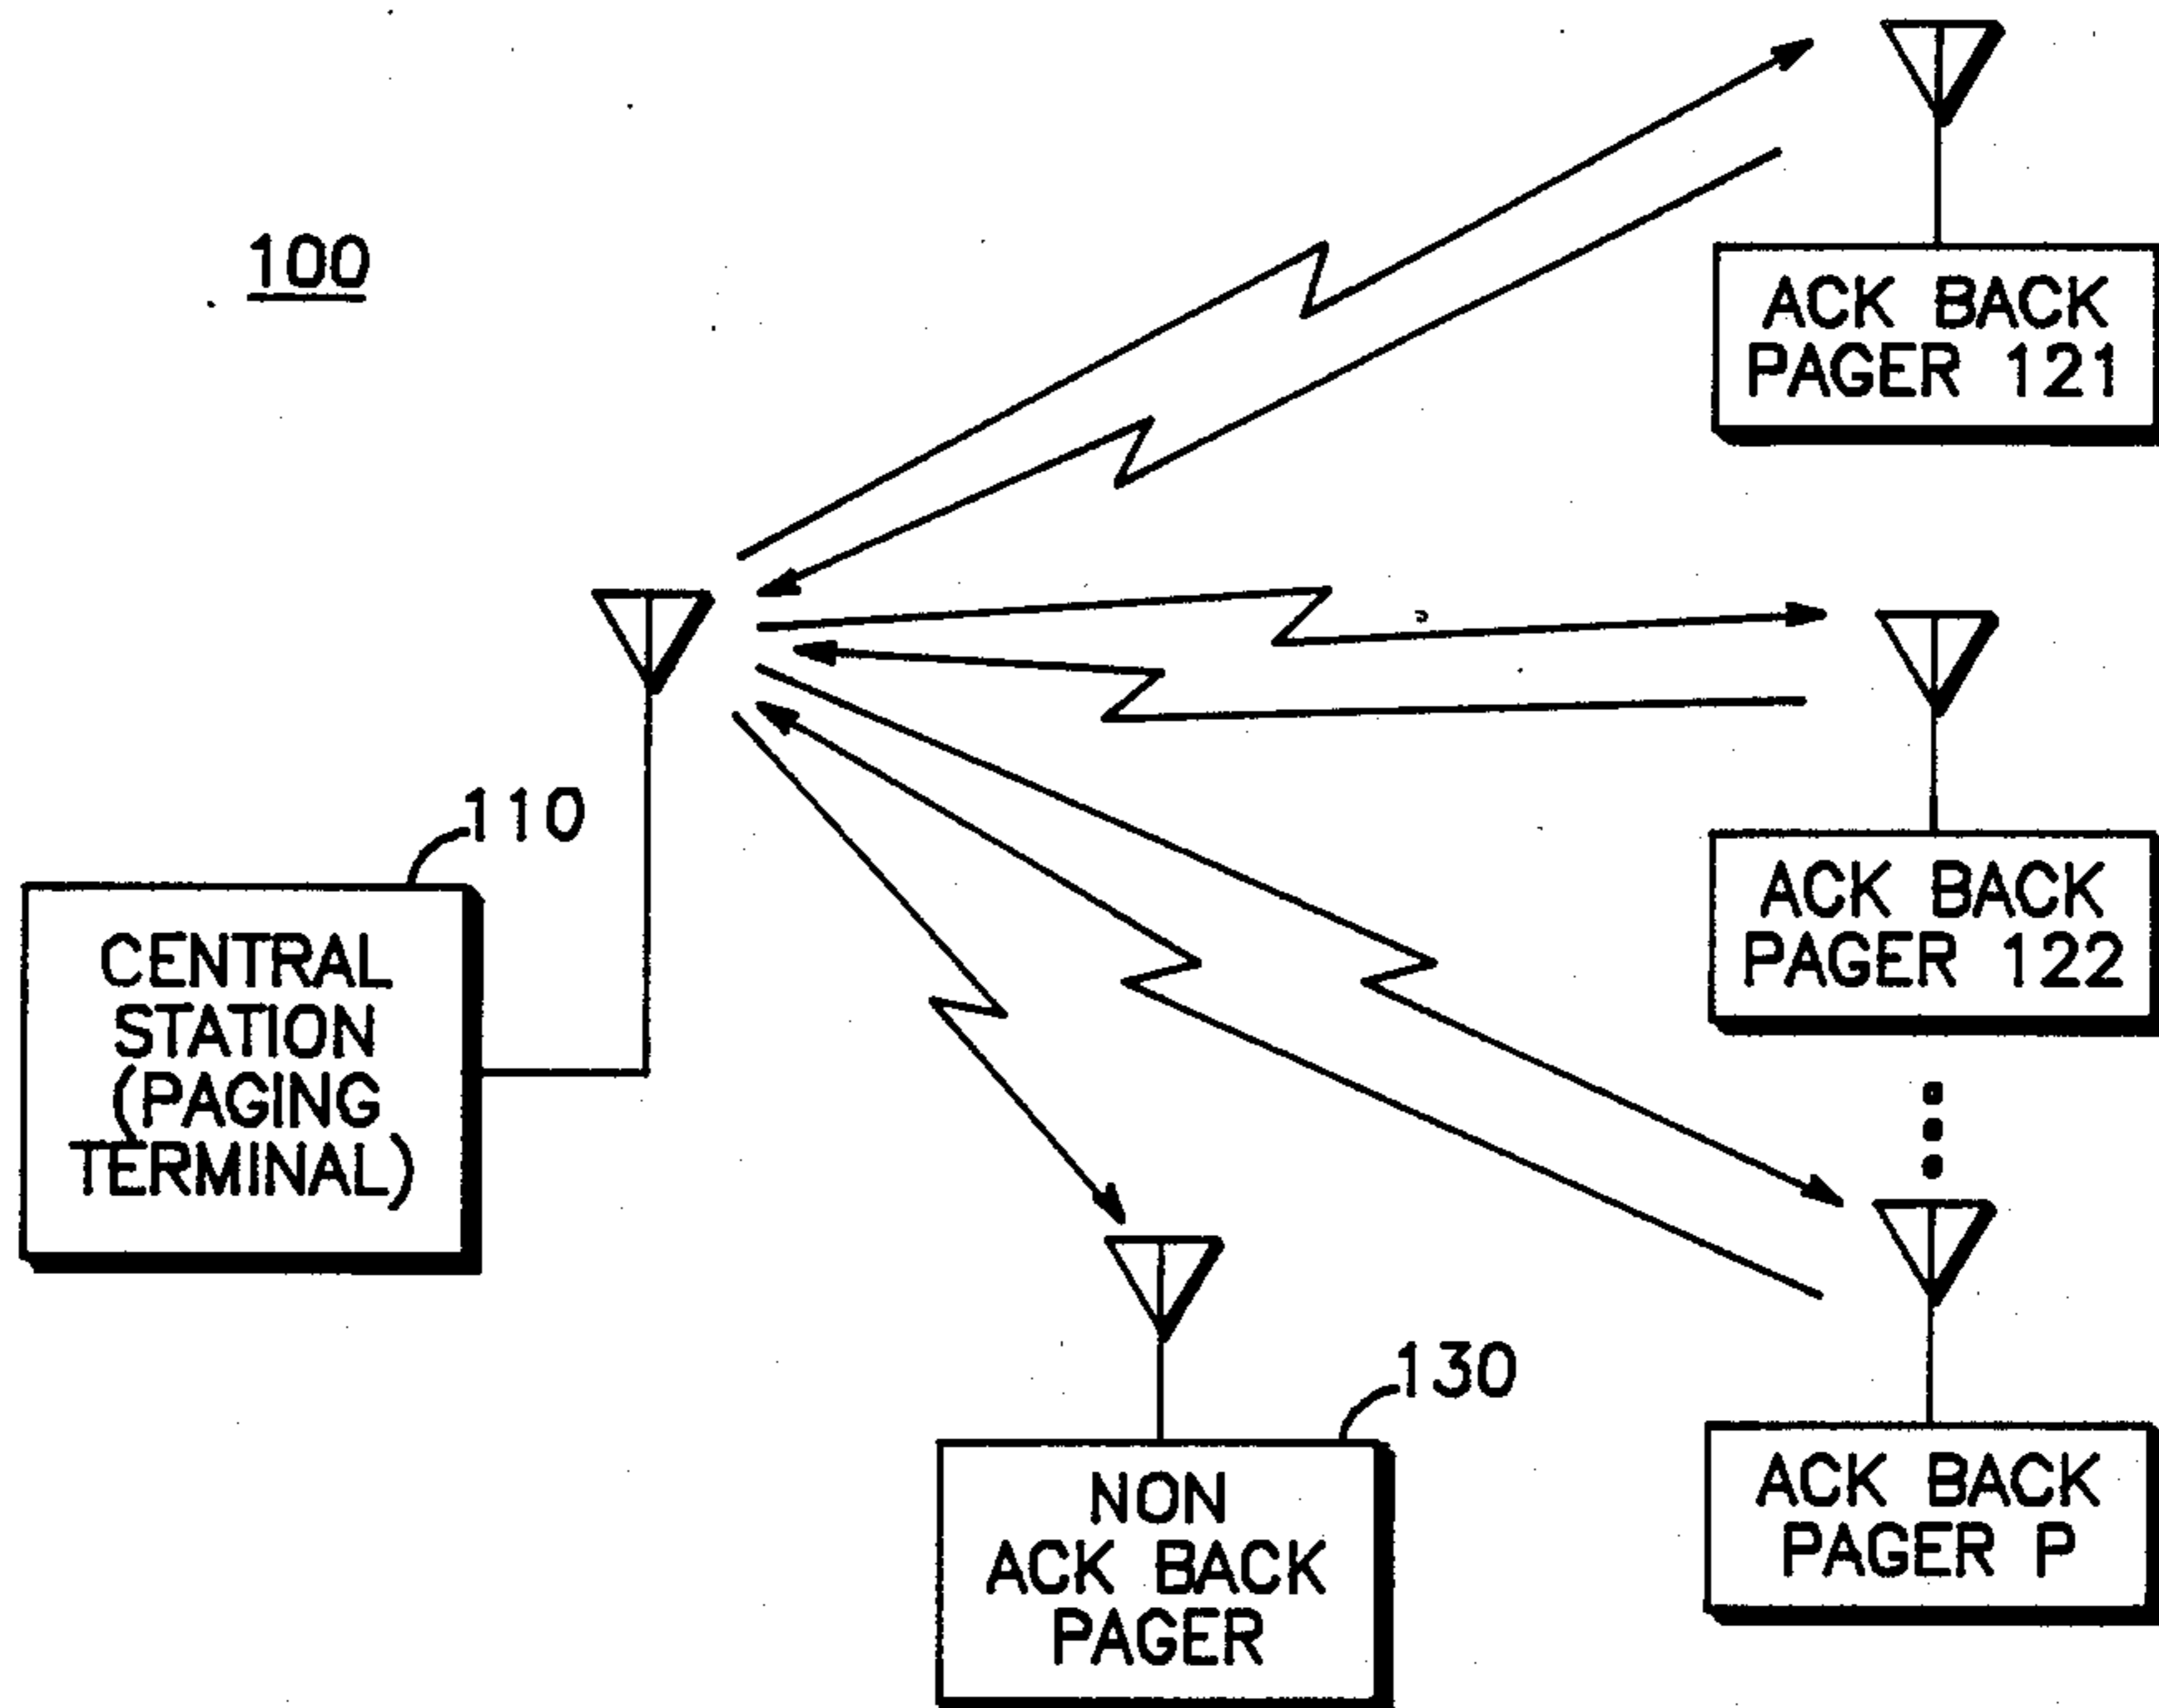 100
ACK BACK
PAGER 121
110
CENTRAL
STATION
(PAGING
TERMINAL)
ACK BACK
PAGER 122
130
NON
ACK BACK
PAGER
ACK BACK
PAGER P